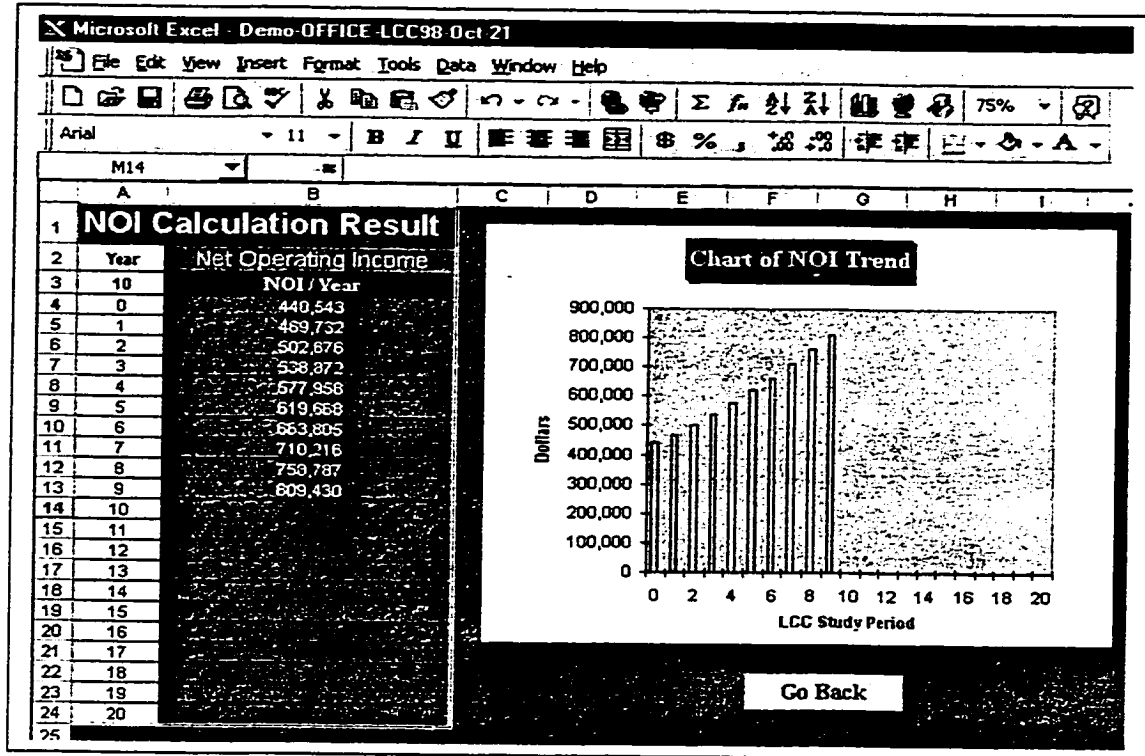 Microsoft Excel - Demo-OFFICE-LCC98-Oct-21
File Edit View Insert Format Tools Data Window Help
75%
Arial 11 B I U $ %
M14 =
A B C D E F G H I
1 NOI Calculation Result
2 Year Net Operating Income
3 10 NOI / Year
4 0 440,543
5 1 469,732
6 2 502,676
7 3 538,872
8 4 577,958
9 5 619,668
10 6 663,805
11 7 710,216
12 8 758,787
13 9 809,430
14 10
15 11
16 12
17 13
18 14
19 15
20 16
21 17
22 18
23 19
24 20
25
Chart of NOI Trend
900,000
800,000
700,000
600,000
500,000
400,000
300,000
200,000
100,000
0
Dollars
0 2 4 6 8 10 12 14 16 18 20
LCC Study Period
Go Back